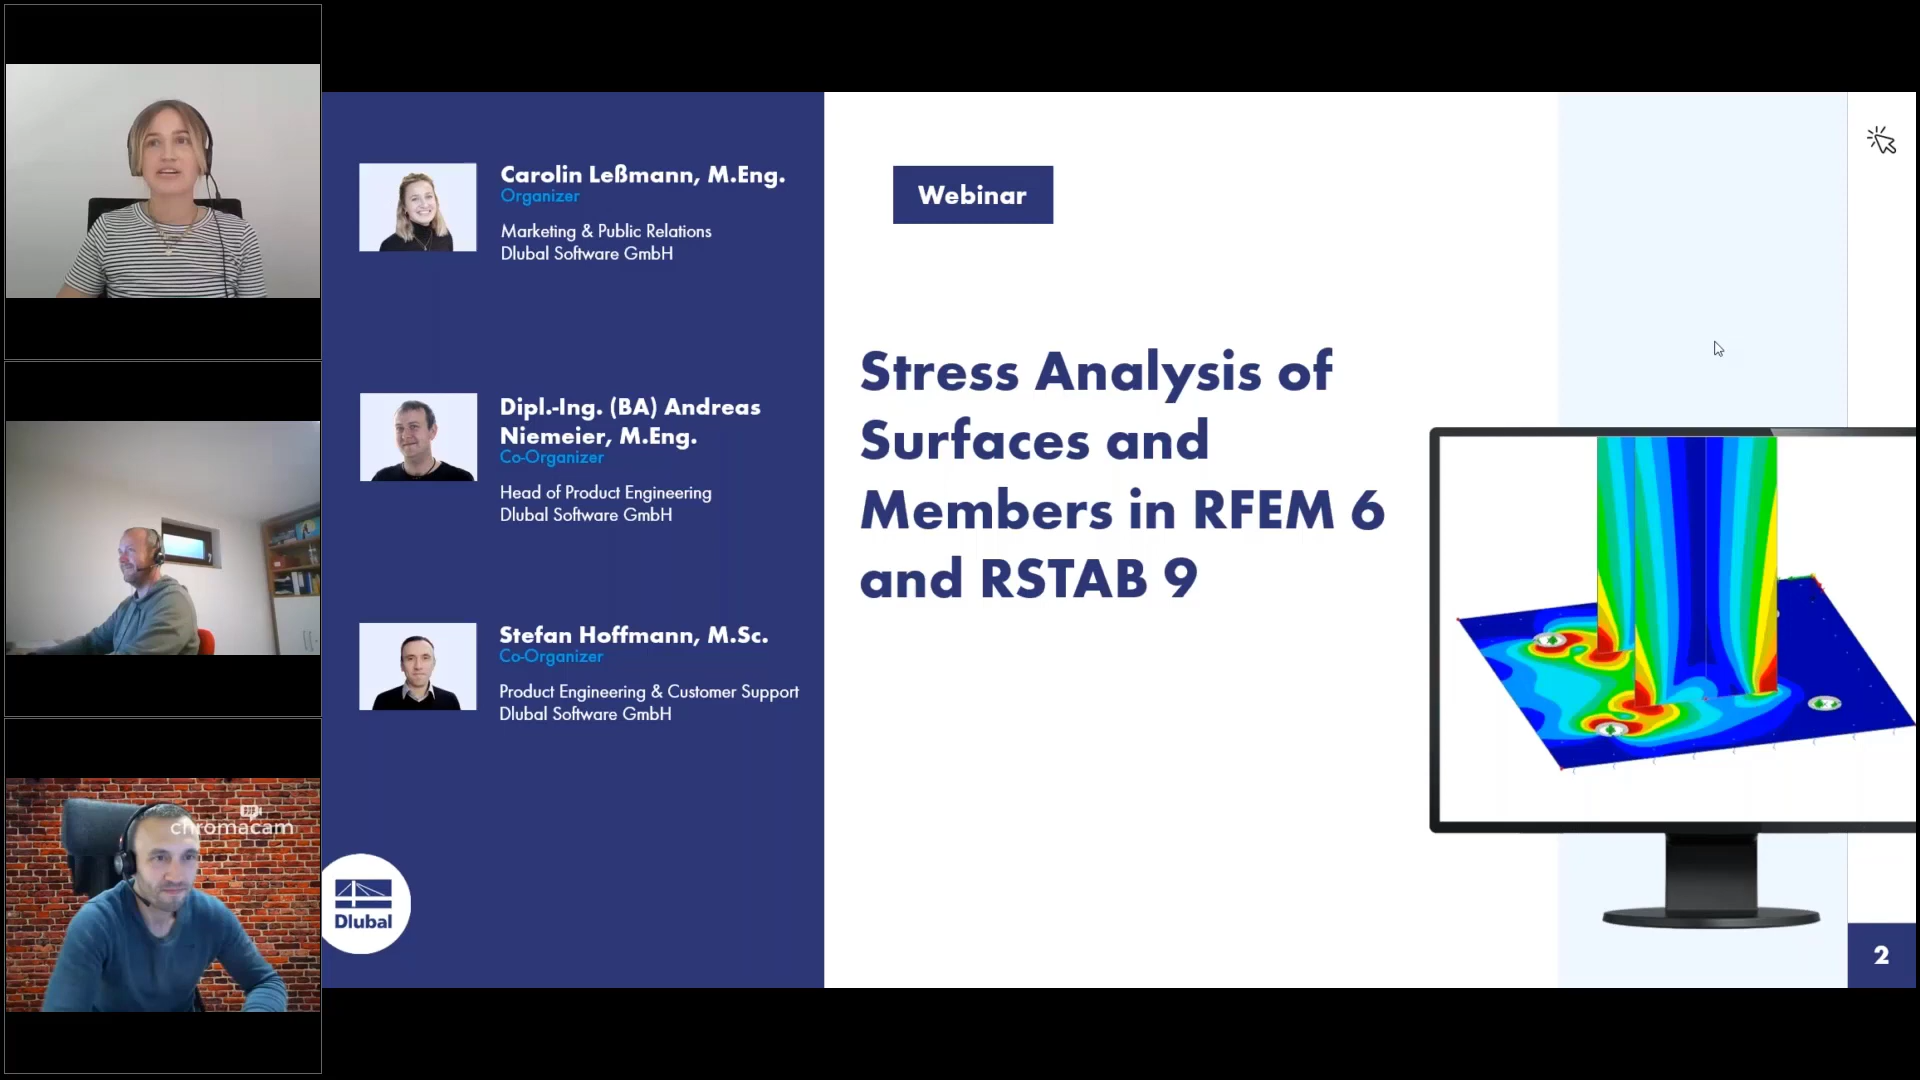 Carolin Leßmann, M.Eng.
Organizer
Marketing & Public Relations
Dlubal Software GmbH
Dipl.-Ing. (BA) Andreas
Niemeier, M.Eng.
Co-Organizer
Head of Product Engineering
Dlubal Software GmbH
Stefan Hoffmann, M.Sc.
Co-Organizer
Product Engineering & Customer Support
Dlubal Software GmbH
Dlubal
Webinar
Stress Analysis of
Surfaces and
Members in RFEM 6
and RSTAB 9
2
chromacam